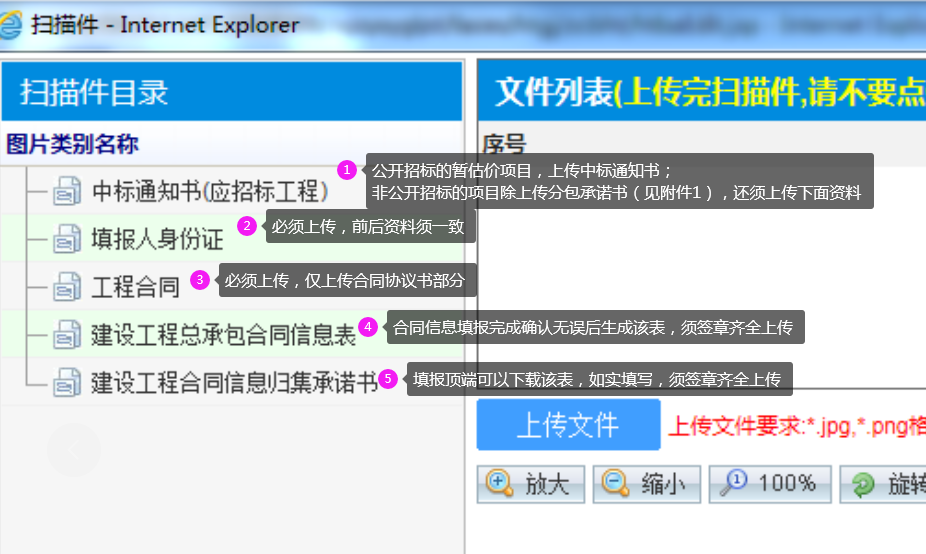 扫描件 - Internet Explorer
扫描件目录
文件列表(上传完扫描件,请不要点
图片类别名称
序号
1 公开招标的暂估价项目，上传中标通知书；
非公开招标的项目除上传分包承诺书（见附件1），还须上传下面资料
中标通知书(应招标工程)
填报人身份证
2 必须上传，前后资料须一致
工程合同
3 必须上传，仅上传合同协议书部分
建设工程总承包合同信息表
4 合同信息填报完成确认无误后生成该表，须签章齐全上传
建设工程合同信息归集承诺书
5 填报顶端可以下载该表，如实填写，须签章齐全上传
上传文件 上传文件要求:*.jpg,*.png格
放大 缩小 100% 旋转